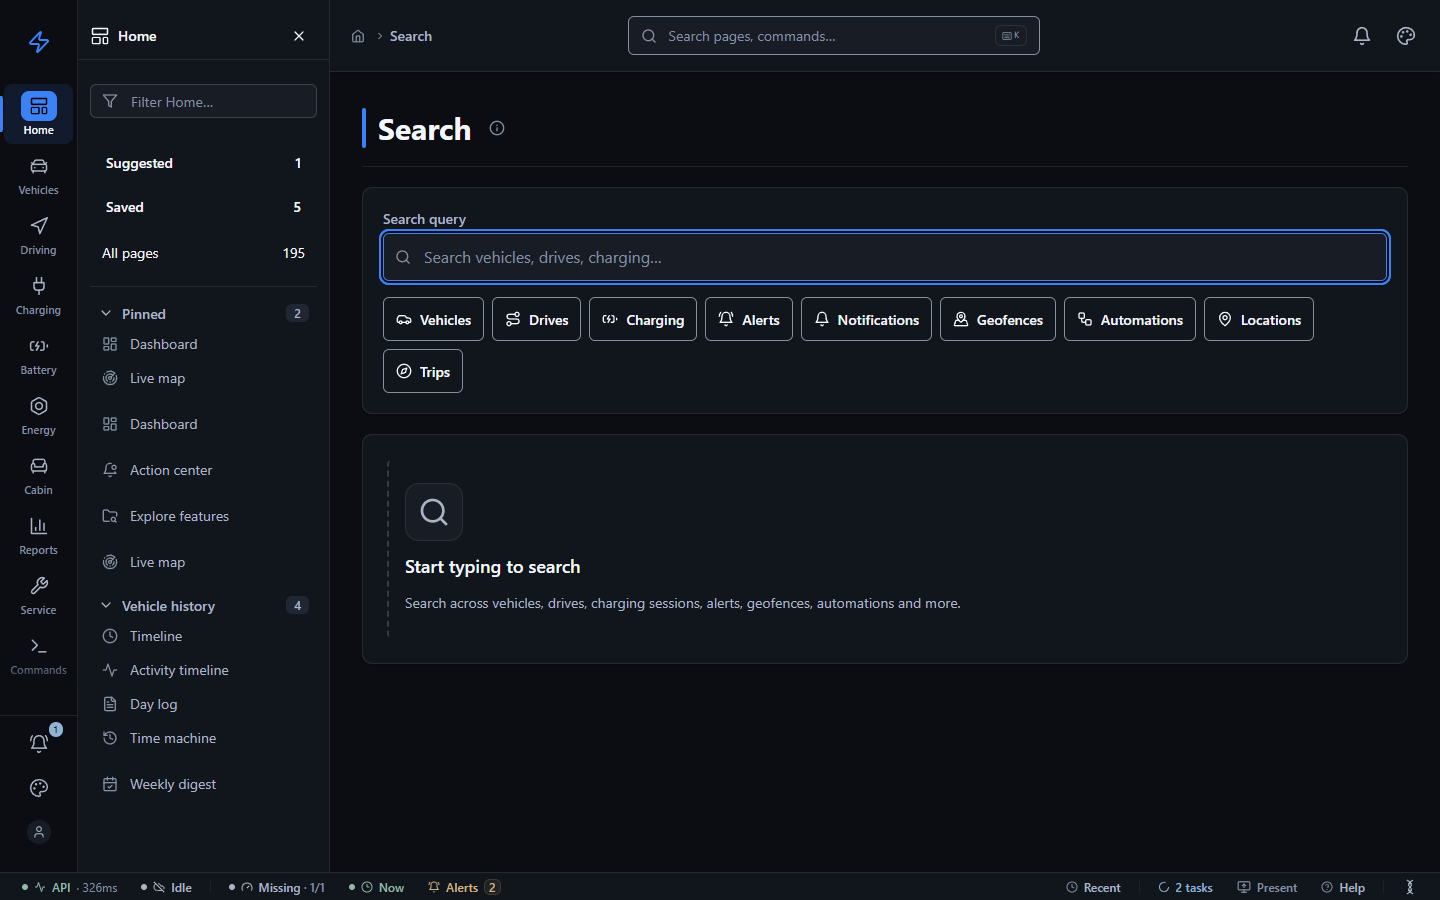 Home
Vehicles
Driving
Charging
Battery
Energy
Cabin
Reports
Service
Commands
1
Home
Filter Home...
Suggested 1
Saved 5
All pages 195
Pinned 2
Dashboard
Live map
Dashboard
Action center
Explore features
Live map
Vehicle history 4
Timeline
Activity timeline
Day log
Time machine
Weekly digest
Search
Search pages, commands... K
Search
Search query
Search vehicles, drives, charging...
Vehicles Drives Charging Alerts Notifications Geofences Automations Locations
Trips
Start typing to search
Search across vehicles, drives, charging sessions, alerts, geofences, automations and more.
API · 326ms Idle Missing · 1/1 Now Alerts 2 Recent 2 tasks Present Help